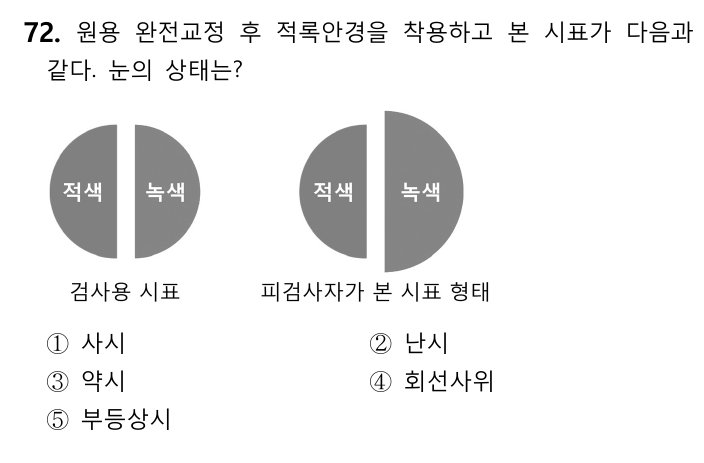 72. 원용 완전교정 후 적록안경을 착용하고 본 시표가 다음과
같다. 눈의 상태는?
적색 녹색 적색 녹색
검사용 시표 피검사자가 본 시표 형태
① 사시 ② 난시
③ 약시 ④ 회선사위
⑤ 부등상시